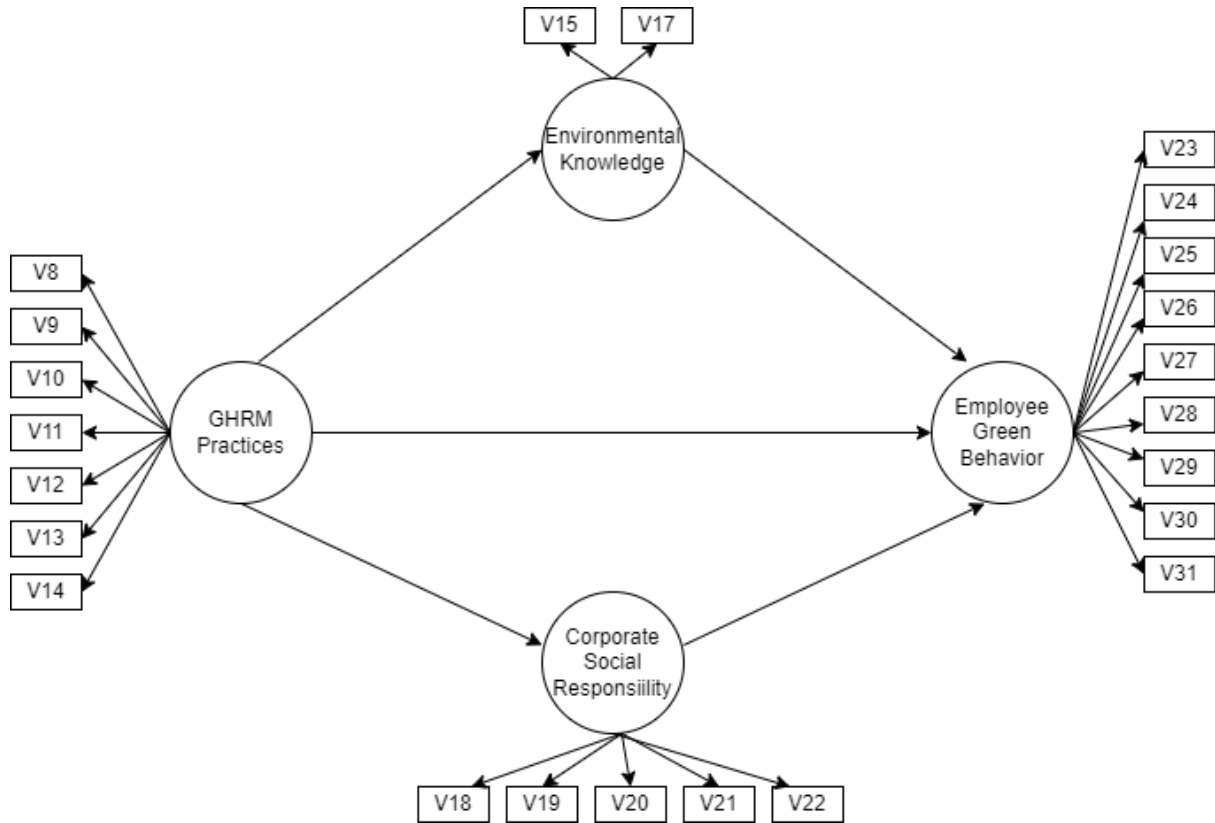 V15
V17
Environmental
Knowledge
V23
V24
V25
V26
V27
V28
V29
V30
V31
V8
V9
V10
V11
V12
V13
V14
GHRM
Practices
Employee
Green
Behavior
Corporate
Social
Responsiility
V18
V19
V20
V21
V22